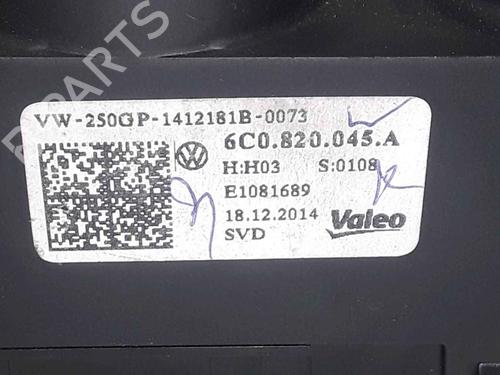 B PARTS
VW-2S0GP-1412181B-0073
6C0.820.045.A
H:H03 S:0108
E1081689
18.12.2014
SVD
Valeo